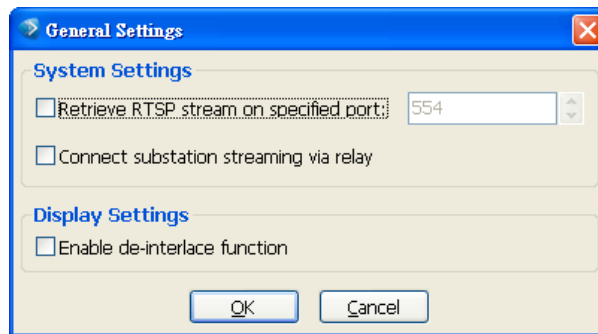 General Settings
System Settings
Retrieve RTSP stream on specified port: 554
Connect substation streaming via relay
Display Settings
Enable de-interlace function
OK Cancel